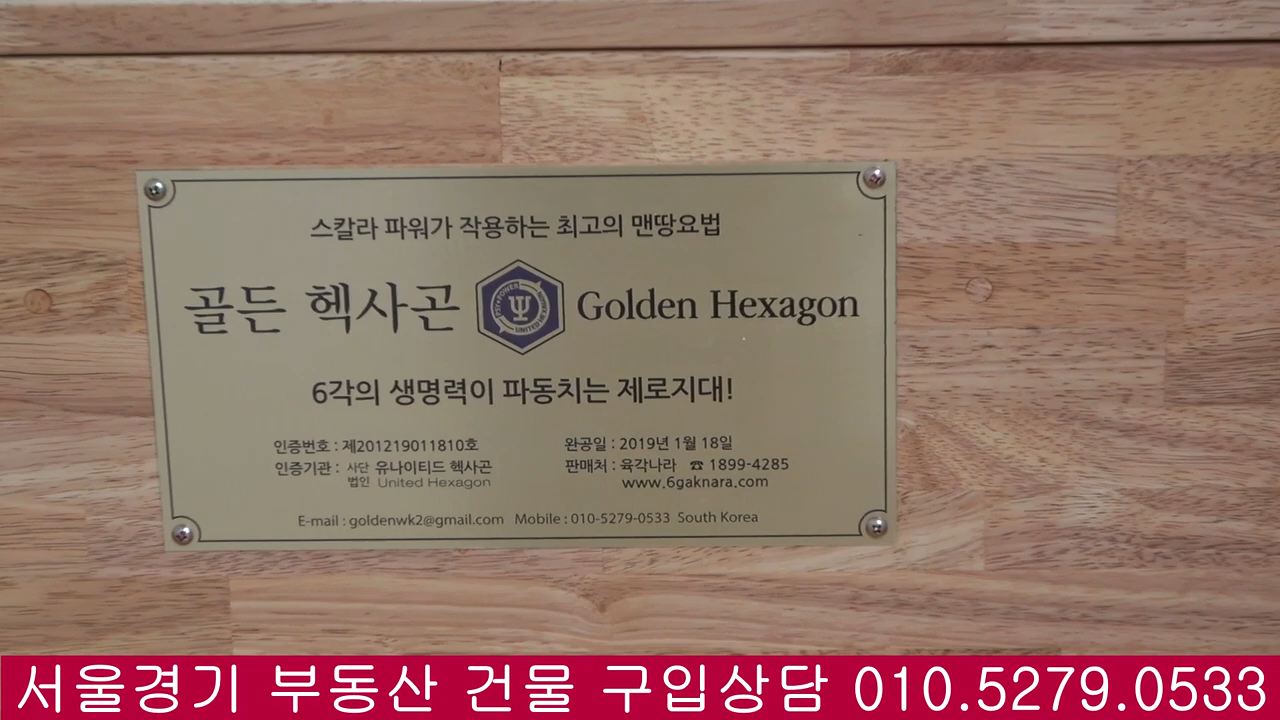 스칼라 파워가 작용하는 최고의 맨땅요법
골든 헥사곤 Golden Hexagon
6각의 생명력이 파동치는 제로지대!
인증번호 : 제201219011810호
인증기관 : 사단법인 유나이티드 헥사곤
United Hexagon
완공일 : 2019년 1월 18일
판매처 : 육각나라 ☎ 1899-4285
www.6gaknara.com
E-mail : goldenwk2@gmail.com Mobile : 010-5279-0533 South Korea
서울경기 부동산 건물 구입상담 010.5279.0533